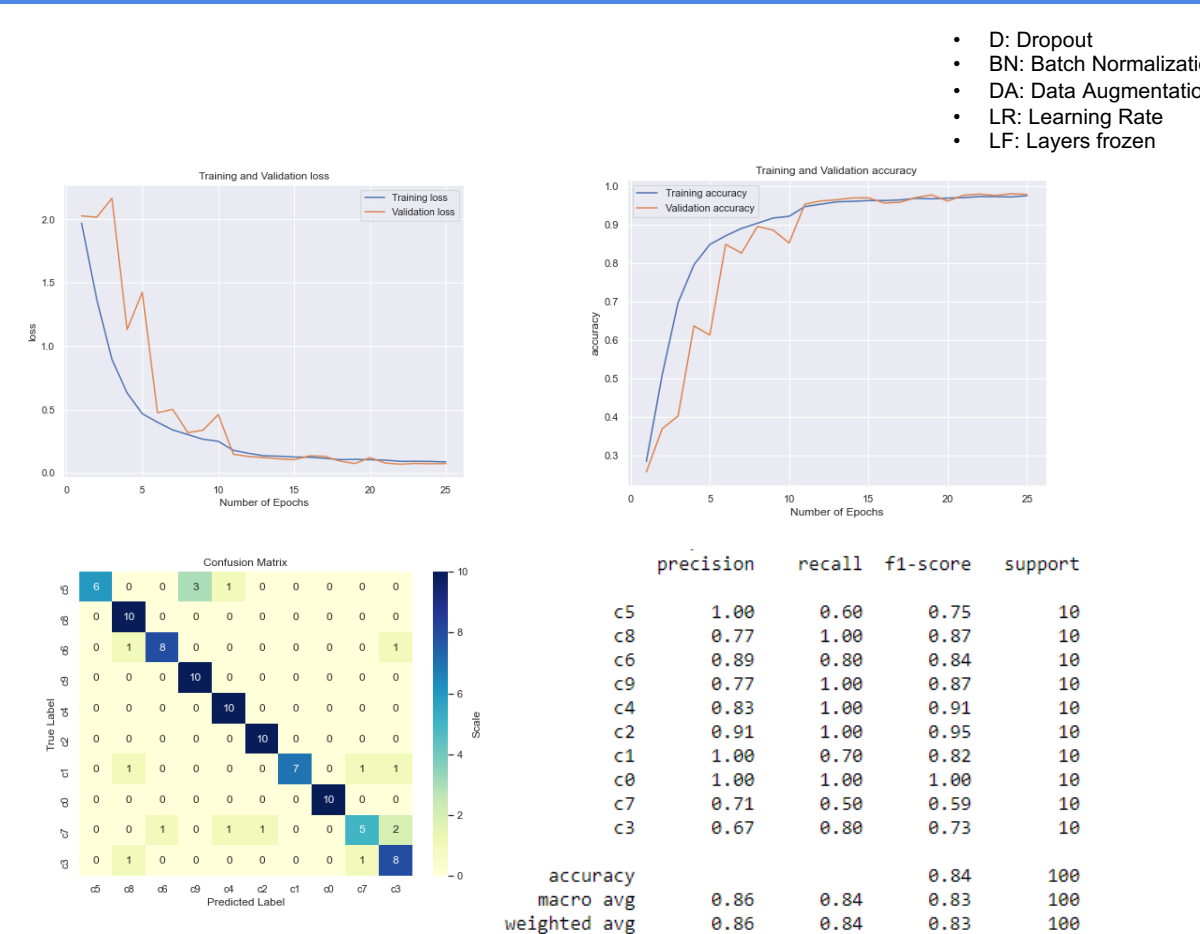 • D: Dropout
• BN: Batch Normalizati
• DA: Data Augmentatio
• LR: Learning Rate
• LF: Layers frozen
Training and Validation loss
Training loss
Validation loss
2.0
1.5
1.0
0.5
0.0
loss
0 5 10 15 20 25
Number of Epochs
Training and Validation accuracy
Training accuracy
Validation accuracy
1.0
0.9
0.8
0.7
0.6
0.5
0.4
0.3
accuracy
0 5 10 15 20 25
Number of Epochs
Confusion Matrix
True Label
c5 6 0 0 3 1 0 0 0 0 0
c8 0 10 0 0 0 0 0 0 0 0
c6 0 1 8 0 0 0 0 0 0 1
c9 0 0 0 10 0 0 0 0 0 0
c4 0 0 0 0 10 0 0 0 0 0
c2 0 0 0 0 0 10 0 0 0 0
c1 0 1 0 0 0 0 7 0 1 1
c0 0 0 0 0 0 0 0 10 0 0
c7 0 0 1 0 1 1 0 0 5 2
c3 0 1 0 0 0 0 0 0 1 8
c5 c8 c6 c9 c4 c2 c1 c0 c7 c3
Predicted Label
10
8
6
4
2
0
Scale
precision recall f1-score support
c5 1.00 0.60 0.75 10
c8 0.77 1.00 0.87 10
c6 0.89 0.80 0.84 10
c9 0.77 1.00 0.87 10
c4 0.83 1.00 0.91 10
c2 0.91 1.00 0.95 10
c1 1.00 0.70 0.82 10
c0 1.00 1.00 1.00 10
c7 0.71 0.50 0.59 10
c3 0.67 0.80 0.73 10
accuracy 0.84 100
macro avg 0.86 0.84 0.83 100
weighted avg 0.86 0.84 0.83 100